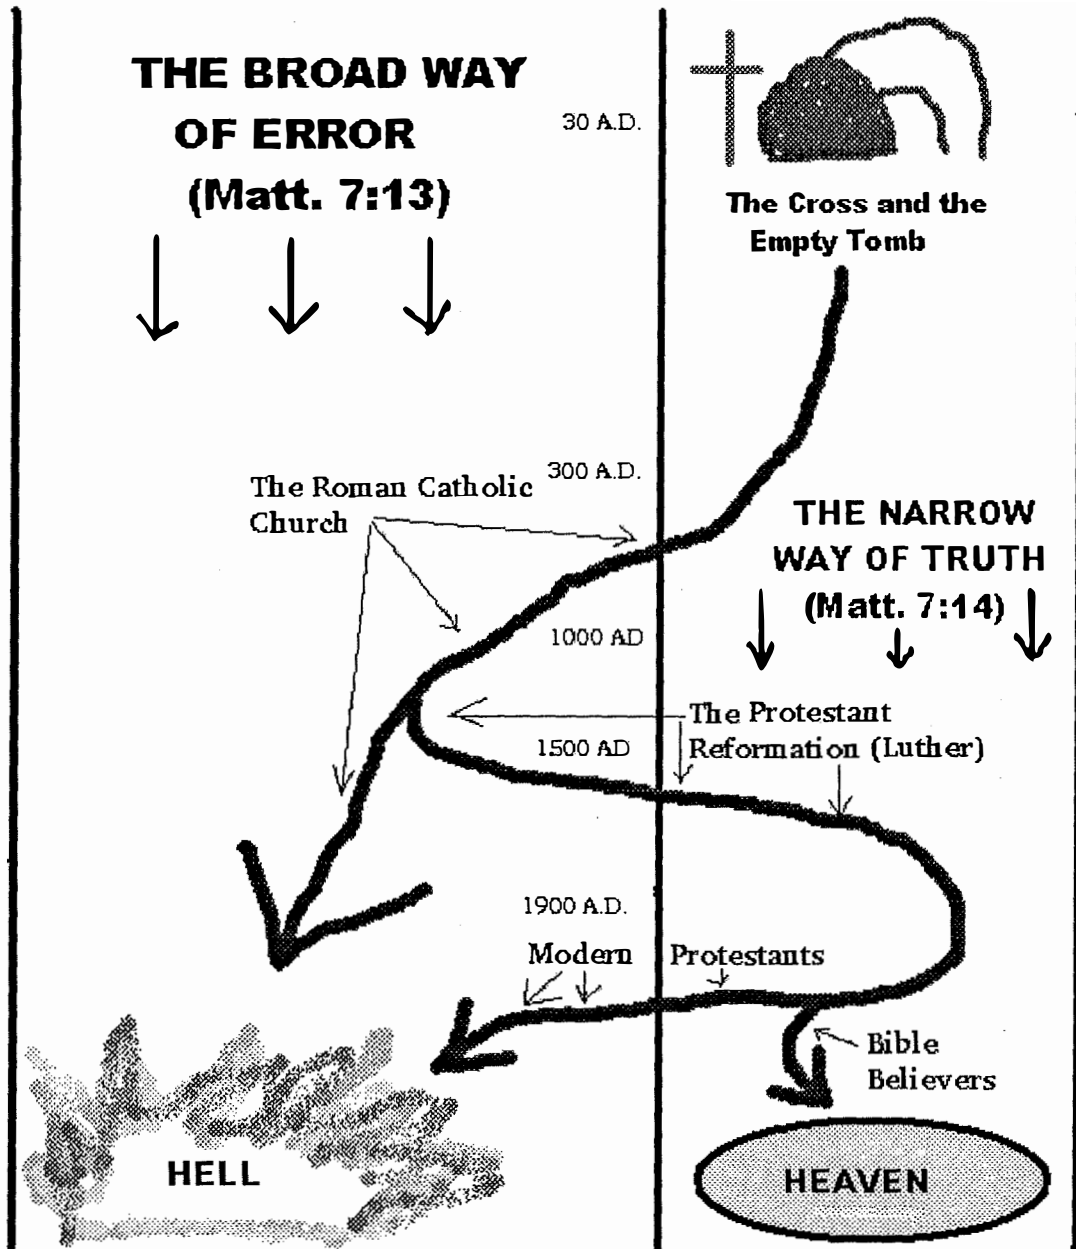 THE BROAD WAY
OF ERROR
(Matt. 7:13)
30 A.D.
The Cross and the
Empty Tomb
300 A.D.
The Roman Catholic
Church
THE NARROW
WAY OF TRUTH
(Matt. 7:14)
1000 AD
The Protestant
Reformation (Luther)
1500 AD
1900 A.D.
Modern Protestants
Bible
Believers
HELL
HEAVEN